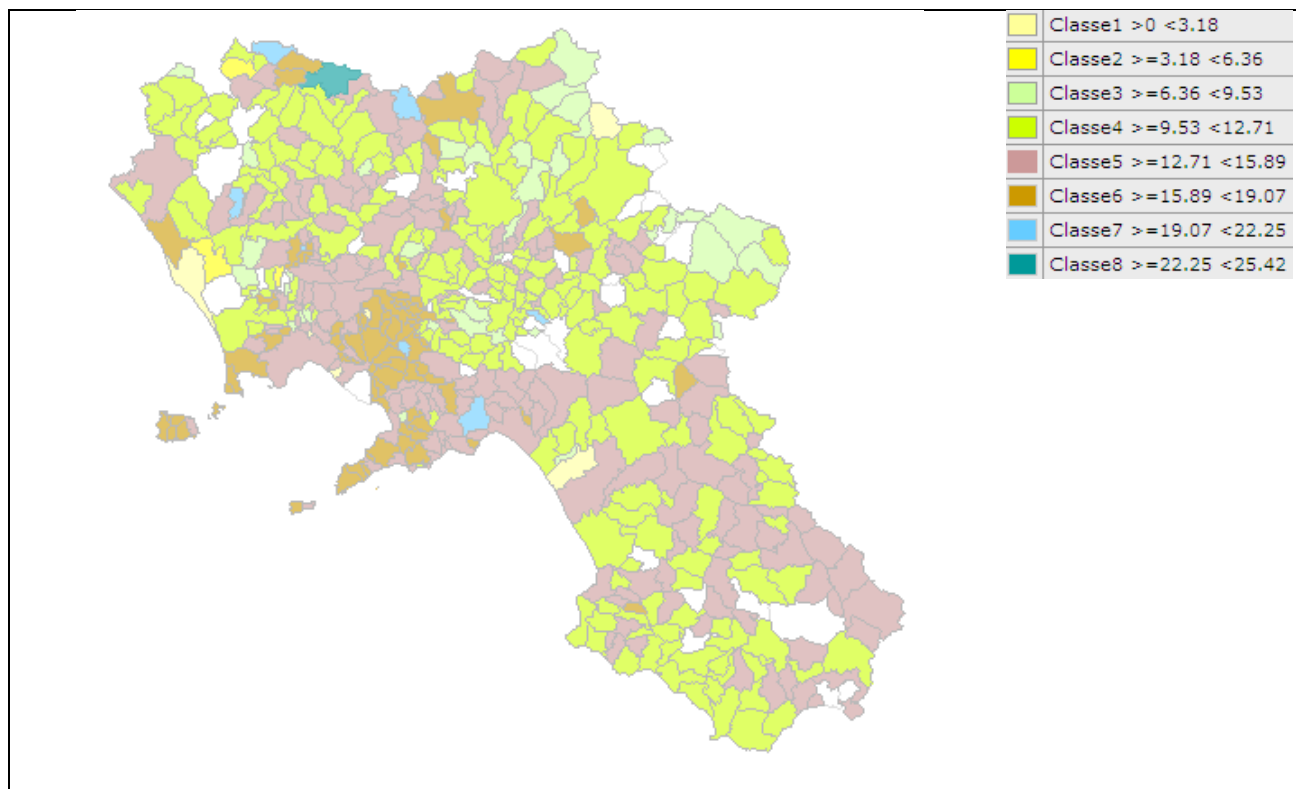 Classe1 >0 <3.18
Classe2 >=3.18 <6.36
Classe3 >=6.36 <9.53
Classe4 >=9.53 <12.71
Classe5 >=12.71 <15.89
Classe6 >=15.89 <19.07
Classe7 >=19.07 <22.25
Classe8 >=22.25 <25.42